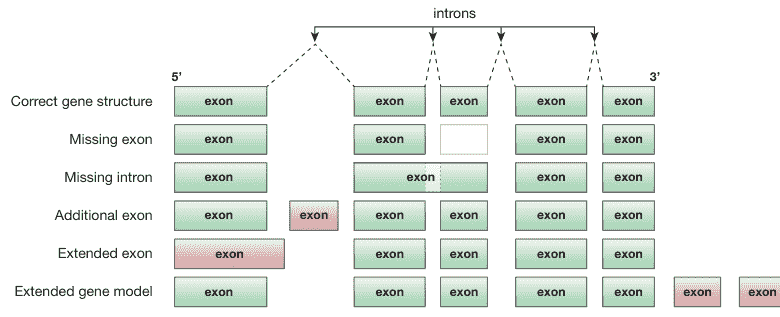 introns
5’ 3’
Correct gene structure exon exon exon exon exon
Missing exon exon exon exon exon
Missing intron exon exon exon exon
Additional exon exon exon exon exon exon exon
Extended exon exon exon exon exon exon
Extended gene model exon exon exon exon exon exon exon